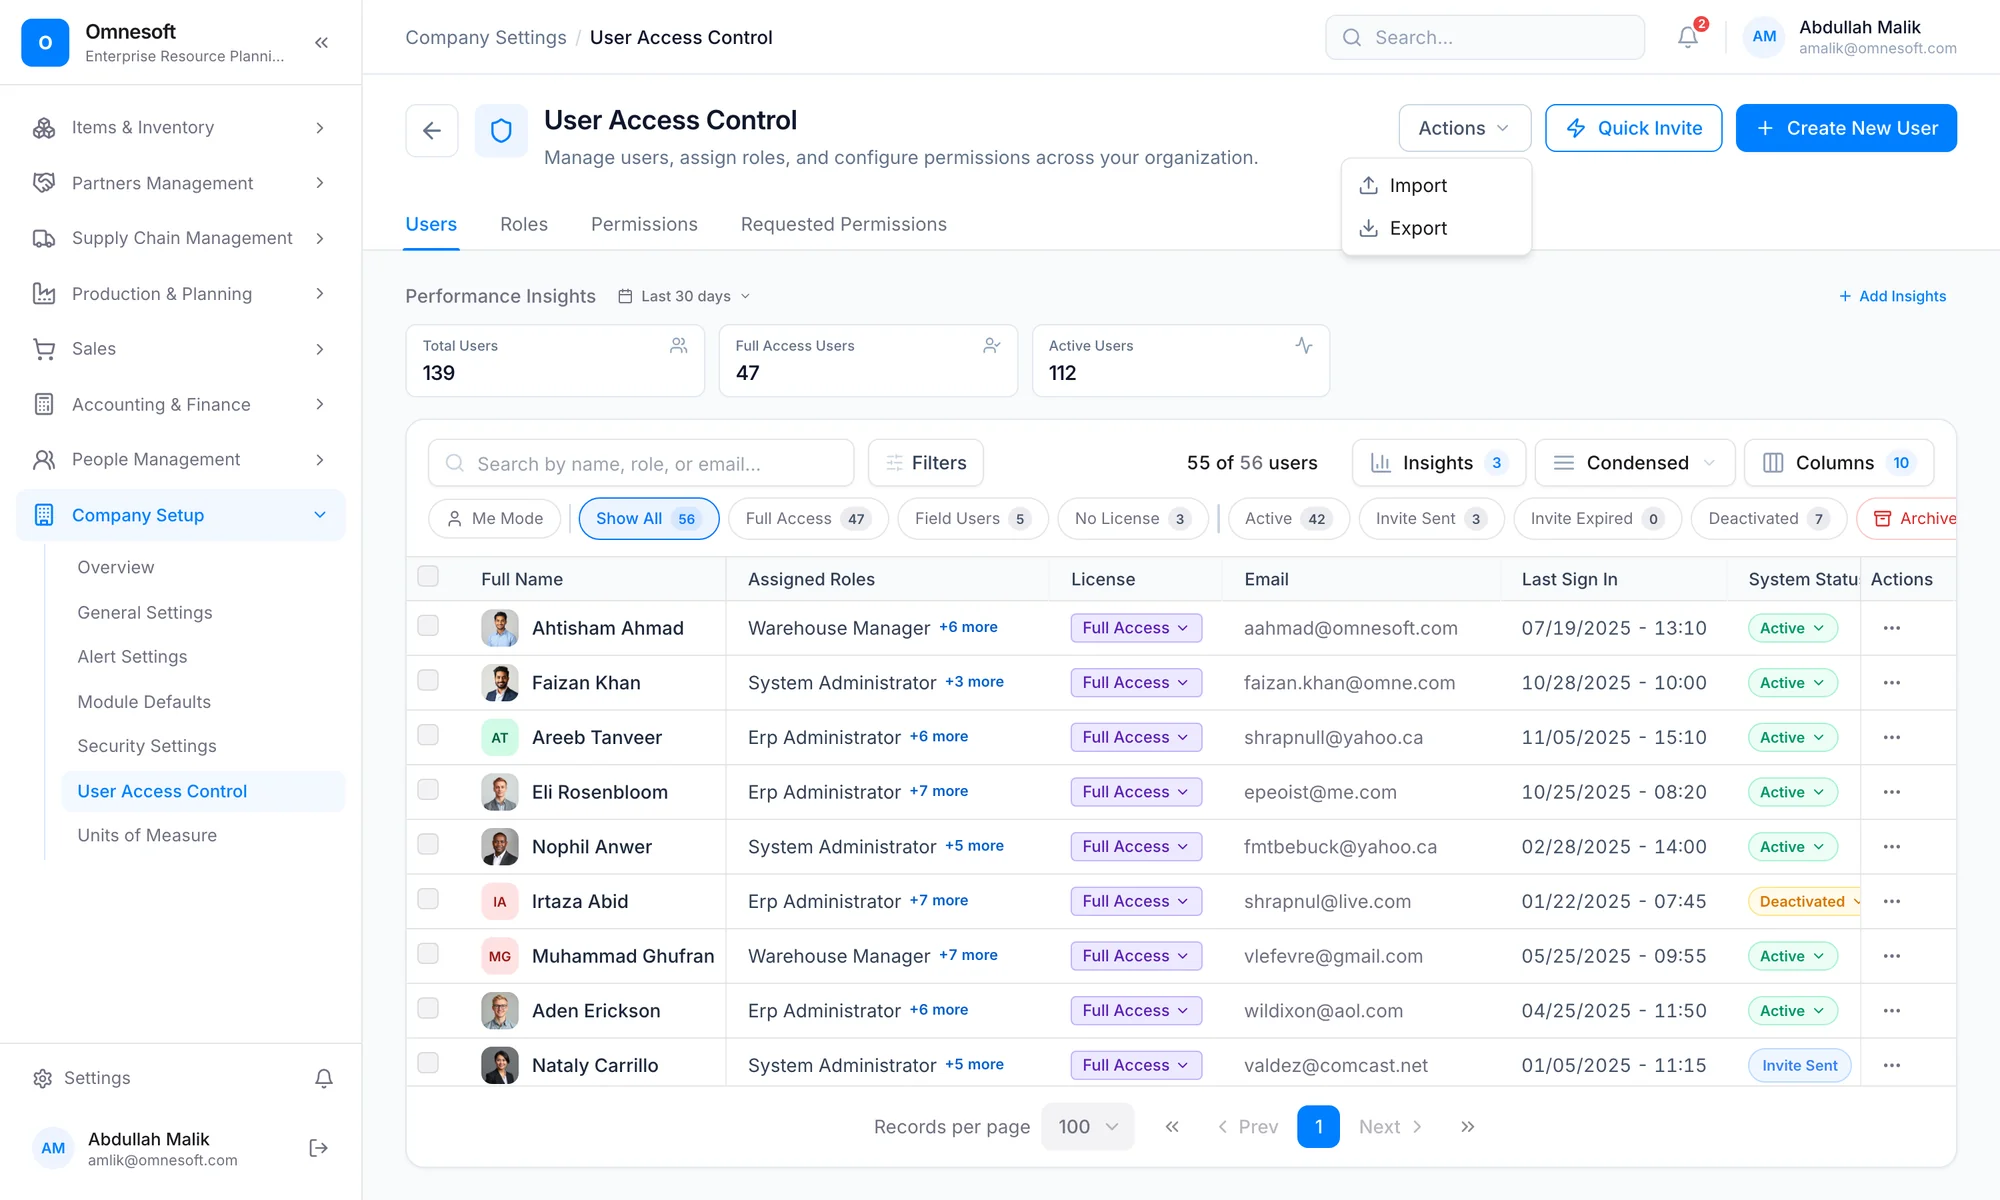 O
Omnesoft
Enterprise Resource Planni...
Items & Inventory
Partners Management
Supply Chain Management
Production & Planning
Sales
Accounting & Finance
People Management
Company Setup
Overview
General Settings
Alert Settings
Module Defaults
Security Settings
User Access Control
Units of Measure
Settings
AM
Abdullah Malik
amlik@omnesoft.com
Company Settings / User Access Control
Search...
2
AM
Abdullah Malik
amalik@omnesoft.com
User Access Control
Manage users, assign roles, and configure permissions across your organization.
Actions
Quick Invite
Create New User
Import
Export
Users Roles Permissions Requested Permissions
Performance Insights Last 30 days
Add Insights
Total Users
139
Full Access Users
47
Active Users
112
Search by name, role, or email... Filters 55 of 56 users Insights 3 Condensed Columns 10
Me Mode Show All 56 Full Access 47 Field Users 5 No License 3 Active 42 Invite Sent 3 Invite Expired 0 Deactivated 7 Archive
Full Name Assigned Roles License Email Last Sign In System Statu Actions
Ahtisham Ahmad Warehouse Manager +6 more Full Access aahmad@omnesoft.com 07/19/2025 - 13:10 Active
Faizan Khan System Administrator +3 more Full Access faizan.khan@omne.com 10/28/2025 - 10:00 Active
AT Areeb Tanveer Erp Administrator +6 more Full Access shrapnull@yahoo.ca 11/05/2025 - 15:10 Active
Eli Rosenbloom Erp Administrator +7 more Full Access epeoist@me.com 10/25/2025 - 08:20 Active
Nophil Anwer System Administrator +5 more Full Access fmtbebuck@yahoo.ca 02/28/2025 - 14:00 Active
IA Irtaza Abid Erp Administrator +7 more Full Access shrapnul@live.com 01/22/2025 - 07:45 Deactivated
MG Muhammad Ghufran Warehouse Manager +7 more Full Access vlefevre@gmail.com 05/25/2025 - 09:55 Active
Aden Erickson Erp Administrator +6 more Full Access wildixon@aol.com 04/25/2025 - 11:50 Active
Nataly Carrillo System Administrator +5 more Full Access valdez@comcast.net 01/05/2025 - 11:15 Invite Sent
Records per page 100 Prev 1 Next